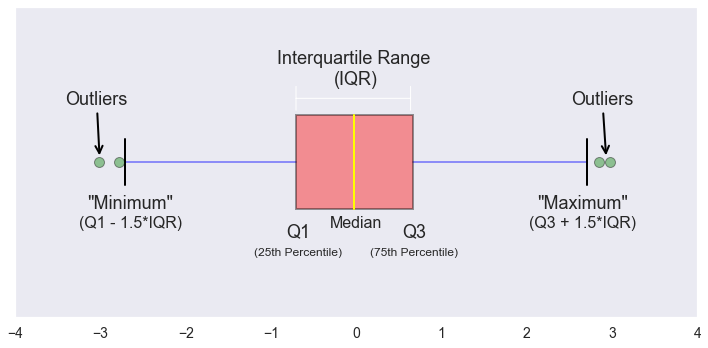 Interquartile Range
(IQR)
Outliers
Outliers
"Minimum"
(Q1 - 1.5*IQR)
"Maximum"
(Q3 + 1.5*IQR)
Median
Q1
Q3
(25th Percentile)
(75th Percentile)
−4
−3
−2
−1
0
1
2
3
4